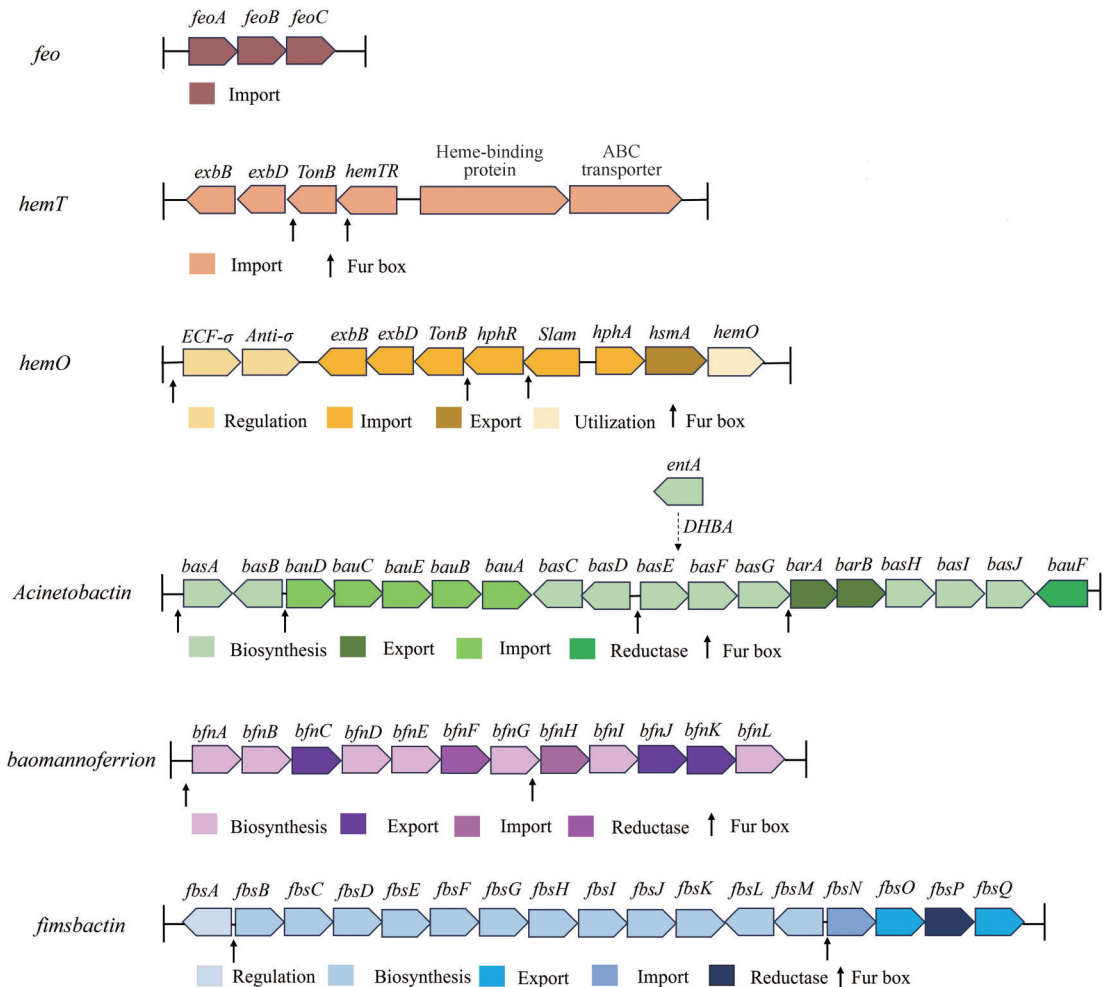 feoA feoB feoC
feo
Import
Heme-binding protein
ABC transporter
exbB exbD TonB hemTR
hemT
Import Fur box
ECF-σ Anti-σ exbB exbD TonB hphR Slam hphA hsmA hemO
hemO
Regulation Import Export Utilization Fur box
entA
DHBA
basA basB bauD bauC bauE bauB bauA basC basD basE basF basG barA barB basH basI basJ bauF
Acinetobactin
Biosynthesis Export Import Reductase Fur box
bfnA bfnB bfnC bfnD bfnE bfnF bfnG bfnH bfnI bfnJ bfnK bfnL
baomannoferrion
Biosynthesis Export Import Reductase Fur box
fbsA fbsB fbsC fbsD fbsE fbsF fbsG fbsH fbsI fbsJ fbsK fbsL fbsM fbsN fbsO fbsP fbsQ
fimsbactin
Regulation Biosynthesis Export Import Reductase Fur box